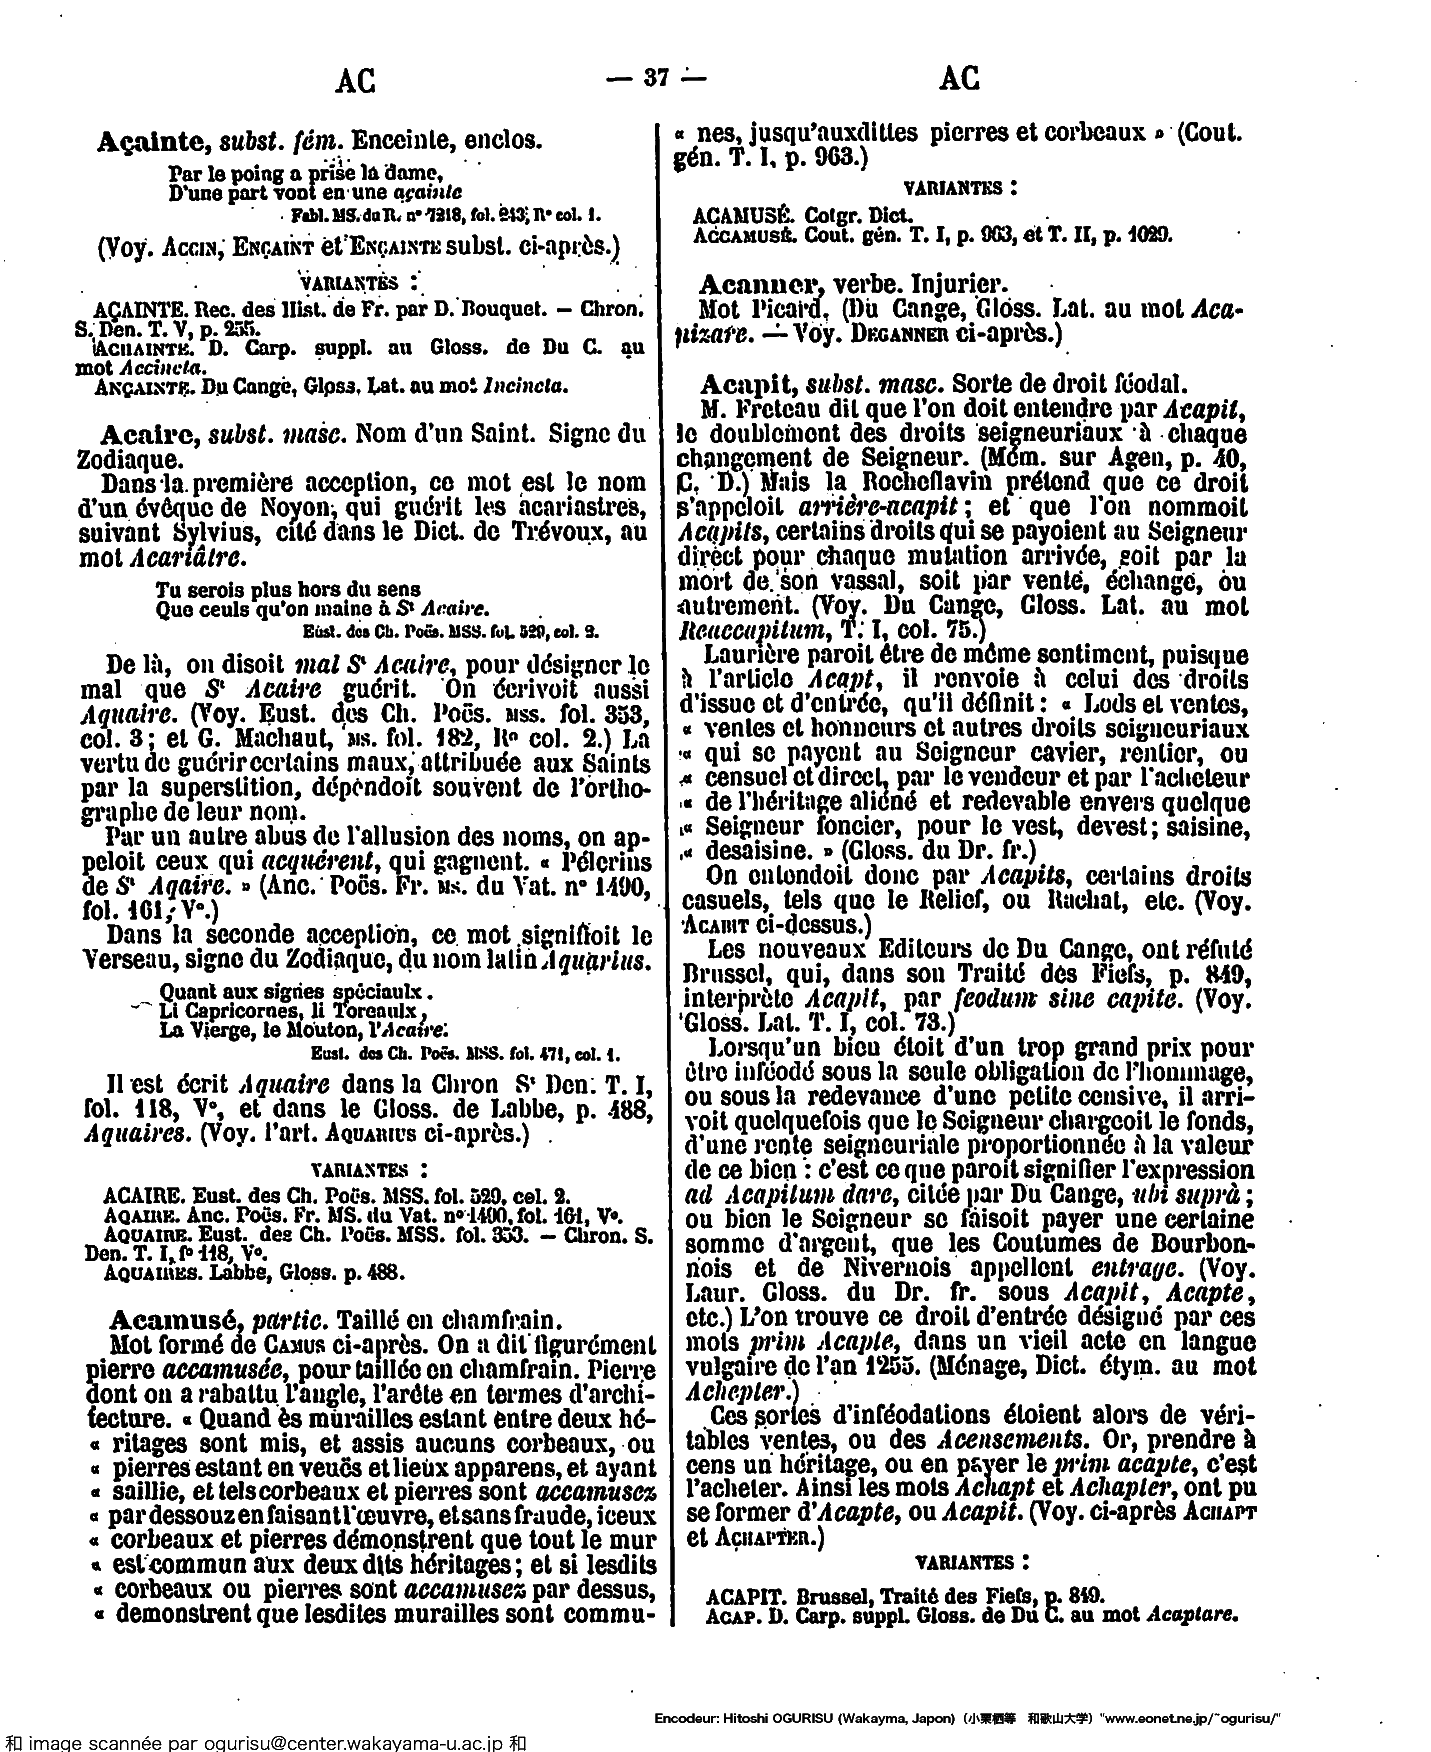 AC
— 37 —
AC
Açainte, subst. fém. Enceinte, enclos.
Par le poing a prise la dame,
D'une part vont en une açainte
Fabl. MS. du R. nº 7218, fol. 243, Rº col. 1.
(Voy. ACCIN, ENÇAINT et ENÇAINTE subst. ci-après.)
VARIANTES :
AÇAINTE. Rec. des Hist. de Fr. par D. Bouquet. — Chron.
S. Den. T. V, p. 255.
ACHAINTE. D. Carp. suppl. au Gloss. de Du C. au
mot Accincta.
ANÇAINTE. Du Cange, Gloss. Lat. au mot Incincta.
Acaire, subst. masc. Nom d'un Saint. Signe du
Zodiaque.
Dans la première acception, ce mot est le nom
d'un évêque de Noyon, qui guérit les acariastres,
suivant Sylvius, cité dans le Dict. de Trévoux, au
mot Acariâtre.
Tu serois plus hors du sens
Que ceuls qu'on maine à St Acaire.
Eust. des Ch. Poës. MSS. fol. 529, col. 2.
De là, on disoit mal St Acaire, pour désigner le
mal que St Acaire guérit. On écrivoit aussi
Aquaire. (Voy. Eust. des Ch. Poës. MSS. fol. 353,
col. 3 ; et G. Machaut, MS. fol. 182, Rº col. 2.) La
vertu de guérir certains maux, attribuée aux Saints
par la superstition, dépendoit souvent de l'ortho-
graphe de leur nom.
Par un autre abus de l'allusion des noms, on ap-
peloit ceux qui acquérent, qui gagnent. « Pélerins
de St Aqaire. » (Anc. Poës. Fr. MS. du Vat. nº 1490,
fol. 161, Vº.)
Dans la seconde acception, ce mot signifioit le
Verseau, signe du Zodiaque, du nom latin Aquarius.
Quant aux signes spéciaulx
Li Capricornes, li Toreaulx,
La Vierge, le Mouton, l'Acaire.
Eust. des Ch. Poës. MSS. fol. 471, col. 1.
Il est écrit Aquaire dans la Chron St Den. T. I,
fol. 118, Vº, et dans le Gloss. de Labbe, p. 488,
Aquaires. (Voy. l'art. AQUARIUS ci-après.)
VARIANTES :
ACAIRE. Eust. des Ch. Poës. MSS. fol. 529, col. 2.
AQAIRE. Anc. Poës. Fr. MS. du Vat. nº 1490, fol. 161, Vº.
AQUAIRE. Eust. des Ch. Poës. MSS. fol. 353. — Chron. S.
Den. T. I, fº 118, Vº.
AQUAIRES. Labbe, Gloss. p. 488.
Acamusé, partic. Taillé en chamfrain.
Mot formé de CAMUS ci-après. On a dit figurément
pierre accamusée, pour taillée en chamfrain. Pierre
dont on a rabattu l'angle, l'arête en termes d'archi-
tecture. « Quand ès murailles estant entre deux hé-
« ritages sont mis, et assis aucuns corbeaux, ou
« pierres estant en veuës et lieux apparens, et ayant
« saillie, et tels corbeaux et pierres sont accamusez
« par dessouz en faisant l'œuvre, et sans fraude, iceux
« corbeaux et pierres démonstrent que tout le mur
« est commun aux deux dits héritages ; et si lesdits
« corbeaux ou pierres sont accamusez par dessus,
« demonstrent que lesdites murailles sont commu-
« nes, jusqu'auxdittes pierres et corbeaux » (Cout.
gén. T. I, p. 963.)
VARIANTES :
ACAMUSÉ. Cotgr. Dict.
ACCAMUSÉ. Cout. gén. T. I, p. 963, et T. II, p. 1029.
Acanner, verbe. Injurier.
Mot Picard. (Du Cange, Gloss. Lat. au mot Aca-
nizare. — Voy. DEGANNER ci-après.)
Acapit, subst. masc. Sorte de droit féodal.
M. Freteau dit que l'on doit entendre par Acapit,
le doublement des droits seigneuriaux à chaque
changement de Seigneur. (Mém. sur Agen, p. 40,
C. D.) Mais la Rocheflavin prétend que ce droit
s'appeloit arrière-acapit ; et que l'on nommoit
Acapits, certains droits qui se payoient au Seigneur
direct pour chaque mutation arrivée, soit par la
mort de son vassal, soit par vente, échange, ou
autrement. (Voy. Du Cange, Gloss. Lat. au mot
Reaccapitum, T. I, col. 75.)
Laurière paroit être de même sentiment, puisque
à l'article Acapt, il renvoie à celui des droits
d'issue et d'entrée, qu'il définit : « Lods et ventes,
« ventes et honneurs et autres droits seigneuriaux
« qui se payent au Seigneur cavier, rentier, ou
« censuel et direct, par le vendeur et par l'acheteur
« de l'héritage aliéné et redevable envers quelque
« Seigneur foncier, pour le vest, devest ; saisine,
« desaisine. » (Gloss. du Dr. fr.)
On entendoit donc par Acapits, certains droits
casuels, tels que le Relief, ou Rachat, etc. (Voy.
ACABIT ci-dessus.)
Les nouveaux Editeurs de Du Cange, ont réfuté
Brussel, qui, dans son Traité des Fiefs, p. 849,
interprète Acapit, par feodum sine capite. (Voy.
Gloss. Lat. T. I, col. 73.)
Lorsqu'un bien étoit d'un trop grand prix pour
être inféodé sous la seule obligation de l'hommage,
ou sous la redevance d'une petite censive, il arri-
voit quelquefois que le Seigneur chargeoit le fonds,
d'une rente seigneuriale proportionnée à la valeur
de ce bien : c'est ce que paroit signifier l'expression
ad Acapitum dare, citée par Du Cange, ubi suprà ;
ou bien le Seigneur se faisoit payer une certaine
somme d'argent, que les Coutumes de Bourbon-
nois et de Nivernois appellent entrage. (Voy.
Laur. Gloss. du Dr. fr. sous Acapit, Acapte,
etc.) L'on trouve ce droit d'entrée désigné par ces
mots prim Acapte, dans un vieil acte en langue
vulgaire de l'an 1255. (Ménage, Dict. étym. au mot
Achepter.)
Ces sortes d'inféodations étoient alors de véri-
tables ventes, ou des Acensements. Or, prendre à
cens un héritage, ou en payer le prim acapte, c'est
l'acheter. Ainsi les mots Achapt et Achapter, ont pu
se former d'Acapte, ou Acapit. (Voy. ci-après ACHAPT
et ACHAPTER.)
VARIANTES :
ACAPIT. Brussel, Traité des Fiefs, p. 849.
ACAP. D. Carp. suppl. Gloss. de Du C. au mot Acaptare.
Encodeur: Hitoshi OGURISU (Wakayma, Japon) (小栗栖等 和歌山大学) "www.eonet.ne.jp/~ogurisu/"
和 image scannée par ogurisu@center.wakayama-u.ac.jp 和